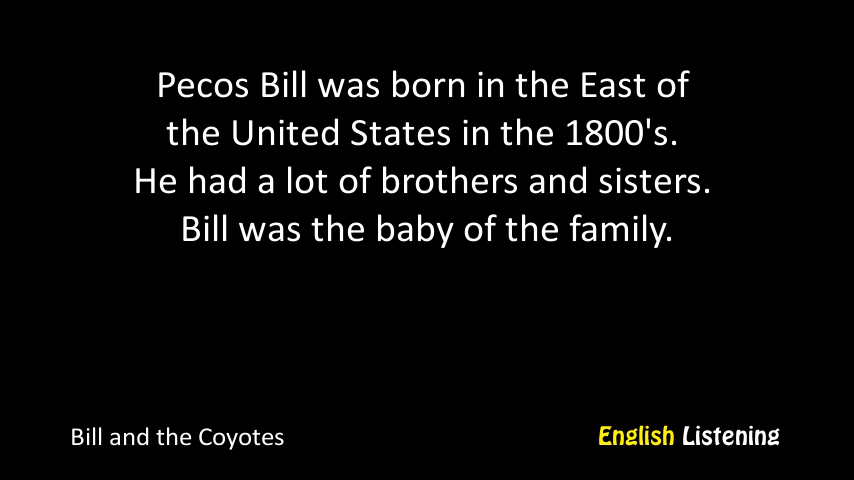 Pecos Bill was born in the East of
the United States in the 1800's.
He had a lot of brothers and sisters.
Bill was the baby of the family.
Bill and the Coyotes
English Listening